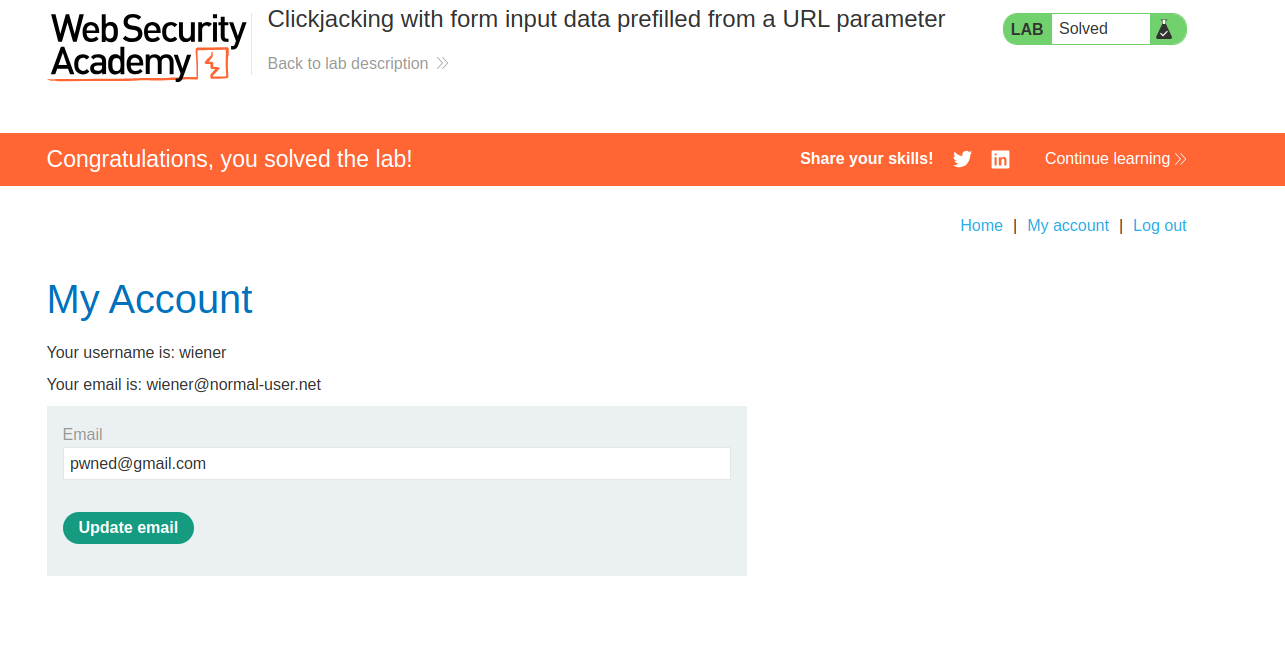 Web Security
Academy
Clickjacking with form input data prefilled from a URL parameter
Back to lab description
LAB Solved
Congratulations, you solved the lab!
Share your skills! Continue learning
Home | My account | Log out
My Account
Your username is: wiener
Your email is: wiener@normal-user.net
Email
pwned@gmail.com
Update email